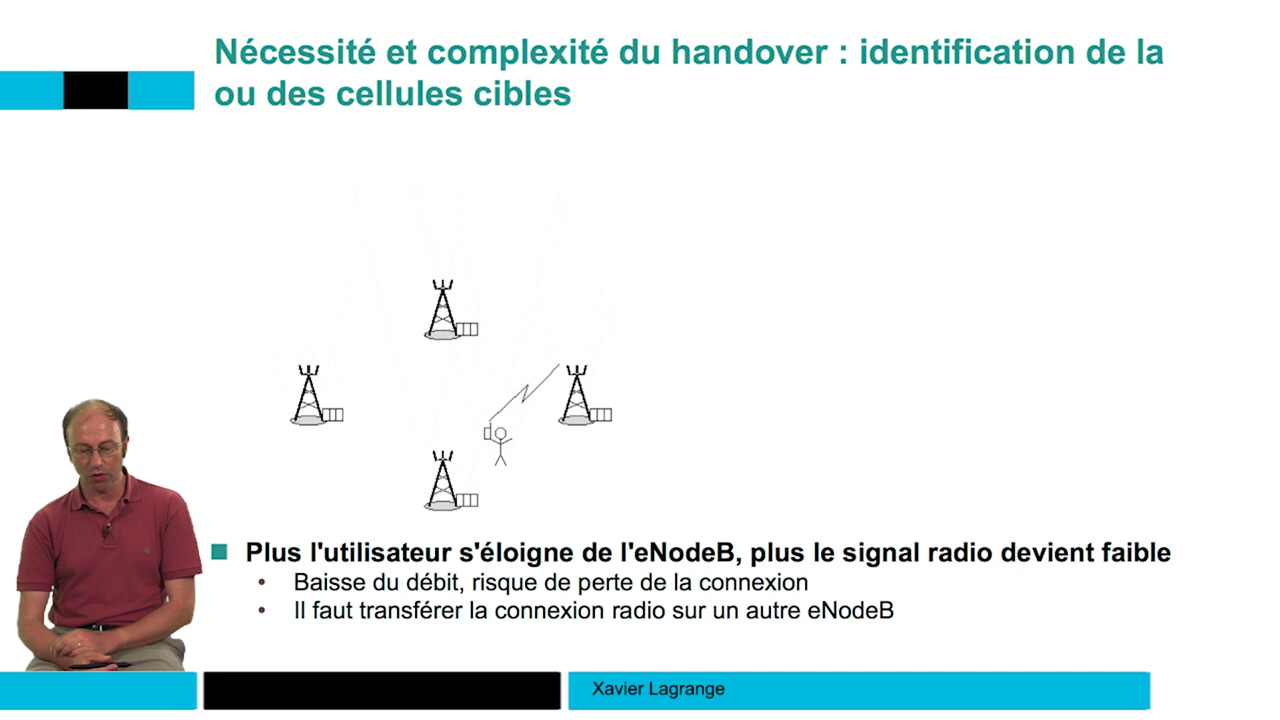 Nécessité et complexité du handover : identification de la
ou des cellules cibles
Plus l'utilisateur s'éloigne de l'eNodeB, plus le signal radio devient faible
• Baisse du débit, risque de perte de la connexion
• Il faut transférer la connexion radio sur un autre eNodeB
Xavier Lagrange